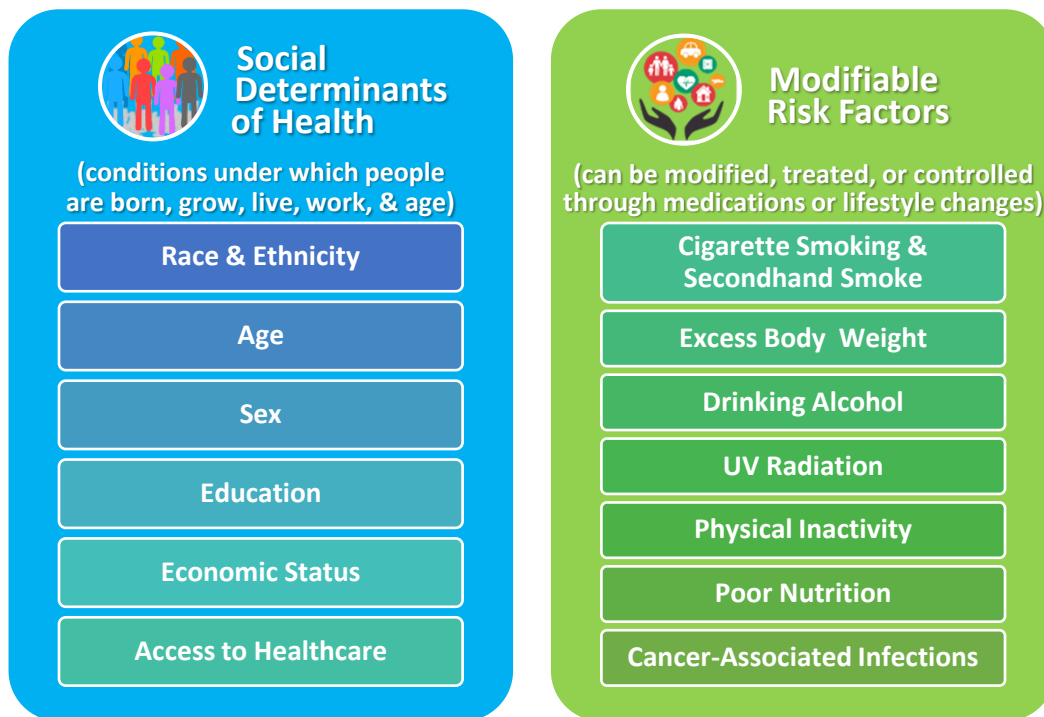 Social
Determinants
of Health
(conditions under which people
are born, grow, live, work, & age)
Race & Ethnicity
Age
Sex
Education
Economic Status
Access to Healthcare
Modifiable
Risk Factors
(can be modified, treated, or controlled
through medications or lifestyle changes)
Cigarette Smoking &
Secondhand Smoke
Excess Body Weight
Drinking Alcohol
UV Radiation
Physical Inactivity
Poor Nutrition
Cancer-Associated Infections